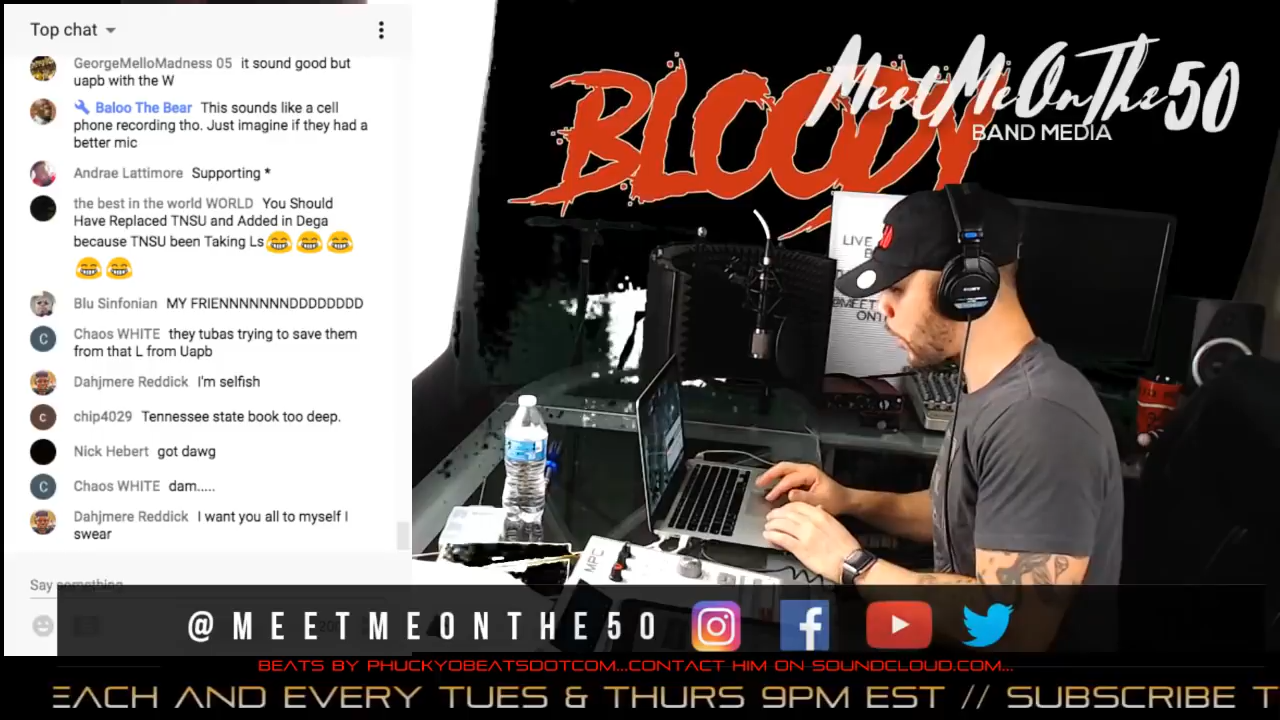 Top chat
GeorgeMelloMadness 05 it sound good but
uapb with the W
Baloo The Bear This sounds like a cell
phone recording tho. Just imagine if they had a
better mic
Andrae Lattimore Supporting *
the best in the world WORLD You Should
Have Replaced TNSU and Added in Dega
because TNSU been Taking Ls
Blu Sinfonian MY FRIENNNNNNNDDDDDDDD
Chaos WHITE they tubas trying to save them
from that L from Uapb
Dahjmere Reddick I'm selfish
chip4029 Tennessee state book too deep.
Nick Hebert got dawg
Chaos WHITE dam.....
Dahjmere Reddick I want you all to myself I
swear
Say something
BLOODY
MeetMeOnThe50
BAND MEDIA
LIVE
SONY
MPC
@MEETMEONTHE50
BEATS BY PHUCKYOBEATSDOTCOM...CONTACT HIM ON SOUNDCLOUD.COM...
EACH AND EVERY TUES & THURS 9PM EST // SUBSCRIBE T